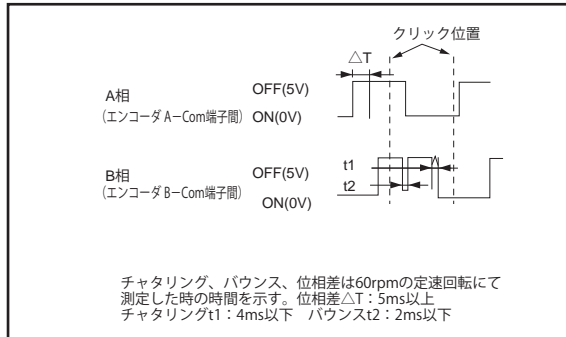 クリック位置
△T
A相
OFF(5V)
(エンコーダ A－Com端子間)
ON(0V)
B相
OFF(5V)
t1
(エンコーダ B－Com端子間)
t2
ON(0V)
チャタリング、バウンス、位相差は60rpmの定速回転にて
測定した時の時間を示す。位相差△T：5ms以上
チャタリングt1：4ms以下　バウンスt2：2ms以下